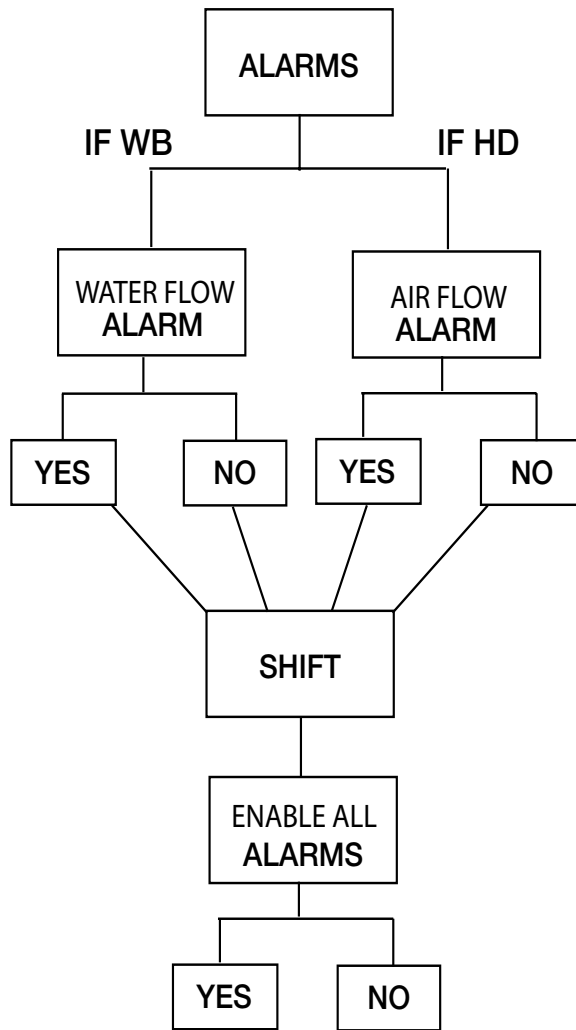 ALARMS
IF WB
IF HD
WATER FLOW
ALARM
AIR FLOW
ALARM
YES
NO
YES
NO
SHIFT
ENABLE ALL
ALARMS
YES
NO